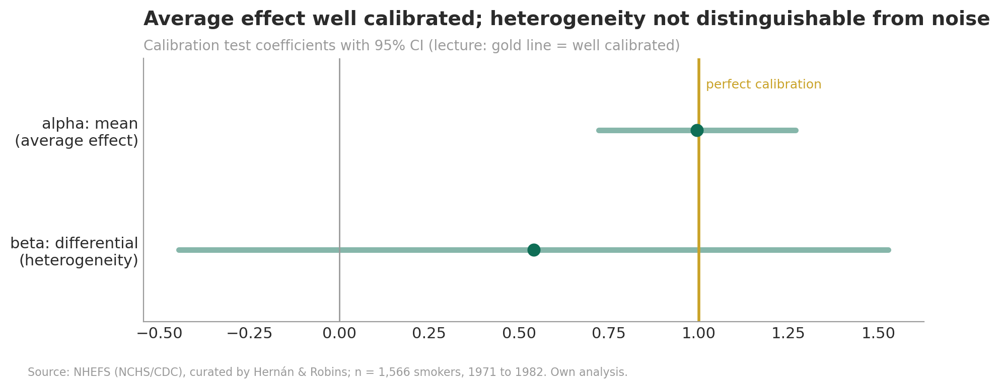 Average effect well calibrated; heterogeneity not distinguishable from noise
Calibration test coefficients with 95% CI (lecture: gold line = well calibrated)
perfect calibration
alpha: mean
(average effect)
beta: differential
(heterogeneity)
−0.50 −0.25 0.00 0.25 0.50 0.75 1.00 1.25 1.50
Source: NHEFS (NCHS/CDC), curated by Hernán & Robins; n = 1,566 smokers, 1971 to 1982. Own analysis.